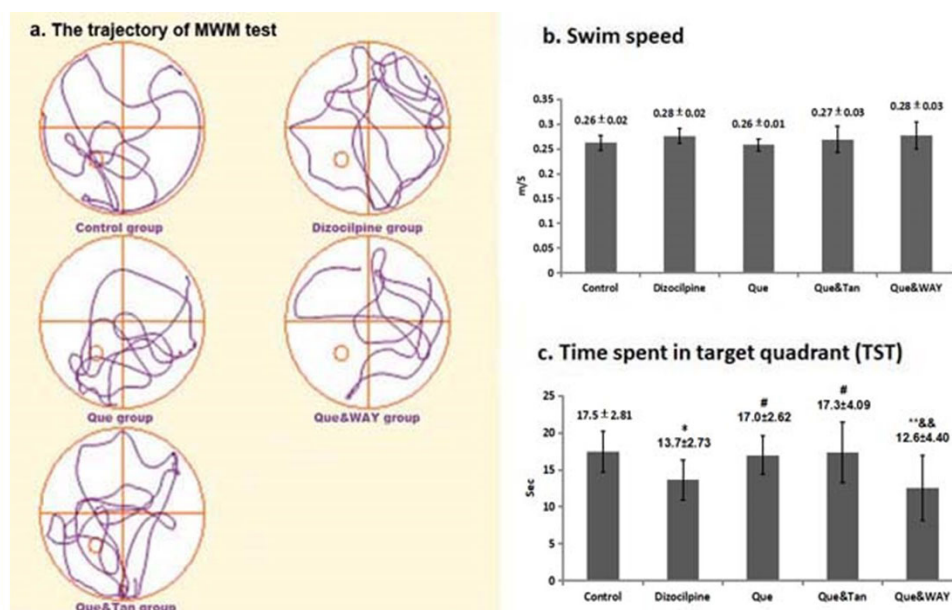 a. The trajectory of MWM test
Control group
Dizocilpine group
Que group
Que&WAY group
Que&Tan group
b. Swim speed
0.35
0.3
0.25
0.2
0.15
0.1
0.05
0
m/S
0.26 ± 0.02
0.28 ± 0.02
0.26 ± 0.01
0.27 ± 0.03
0.28 ± 0.03
Control Dizocilpine Que Que&Tan Que&WAY
c. Time spent in target quadrant (TST)
25
20
15
10
5
0
Sec
17.5 ± 2.81
*
13.7±2.73
#
17.0±2.62
#
17.3±4.09
**&&
12.6±4.40
Control Dizocilpine Que Que&Tan Que&WAY